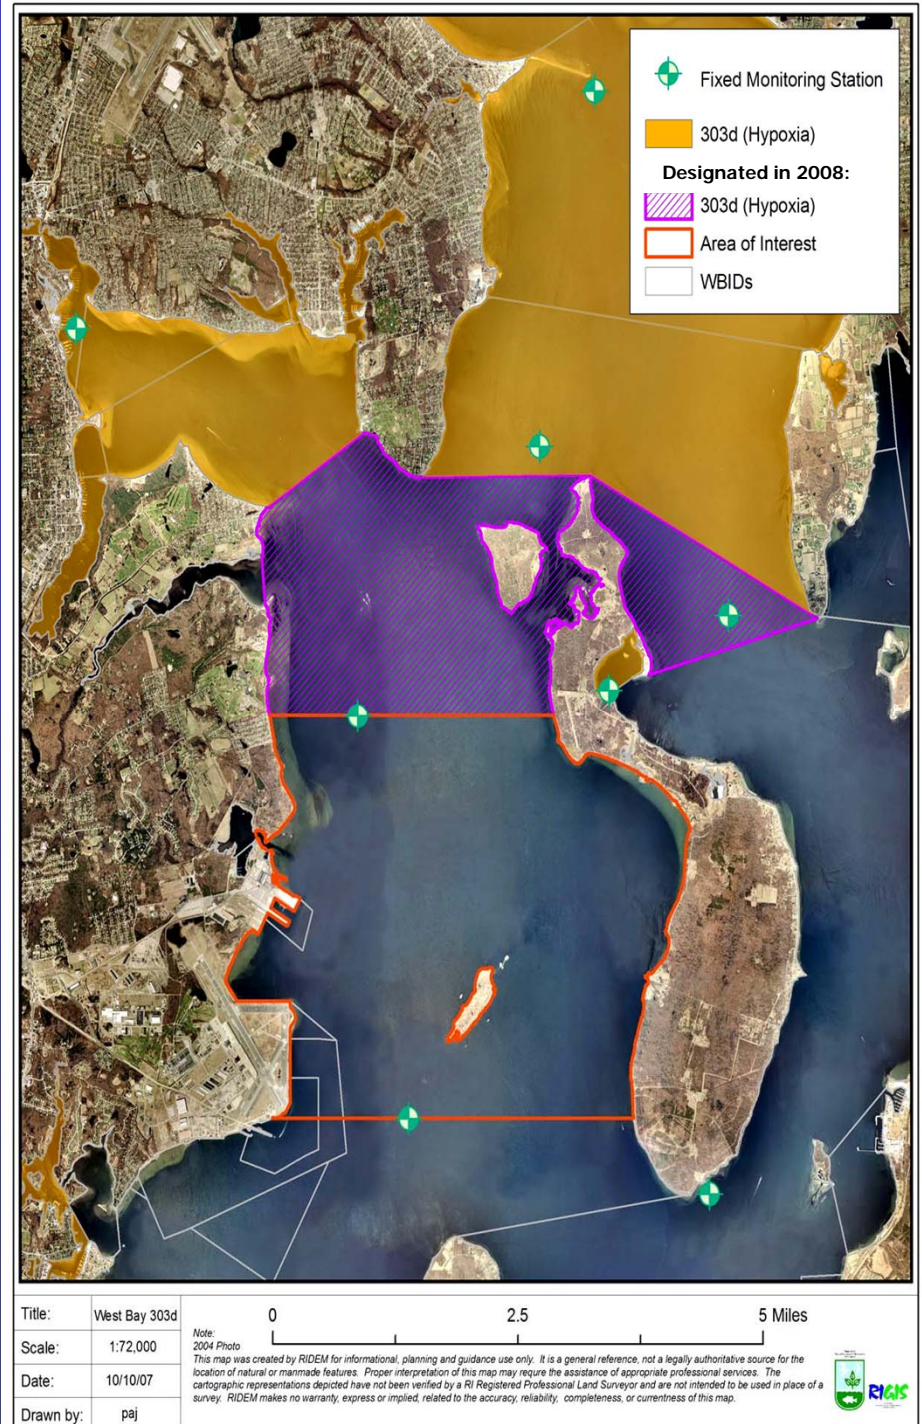 Fixed Monitoring Station
303d (Hypoxia)
Designated in 2008:
303d (Hypoxia)
Area of Interest
WBIDs
Title: West Bay 303d
Scale: 1:72,000
Date: 10/10/07
Drawn by: paj
0 2.5 5 Miles
Note:
2004 Photo
This map was created by RIDEM for informational, planning and guidance use only. It is a general reference, not a legally authoritative source for the
location of natural or manmade features. Proper interpretation of this map may requre the assistance of appropriate professional services. The
cartographic representations depicted have not been verified by a RI Registered Professional Land Surveyor and are not intended to be used in place of a
survey. RIDEM makes no warranty, express or implied, related to the accuracy, reliability, completeness, or currentness of this map.
RIGIS